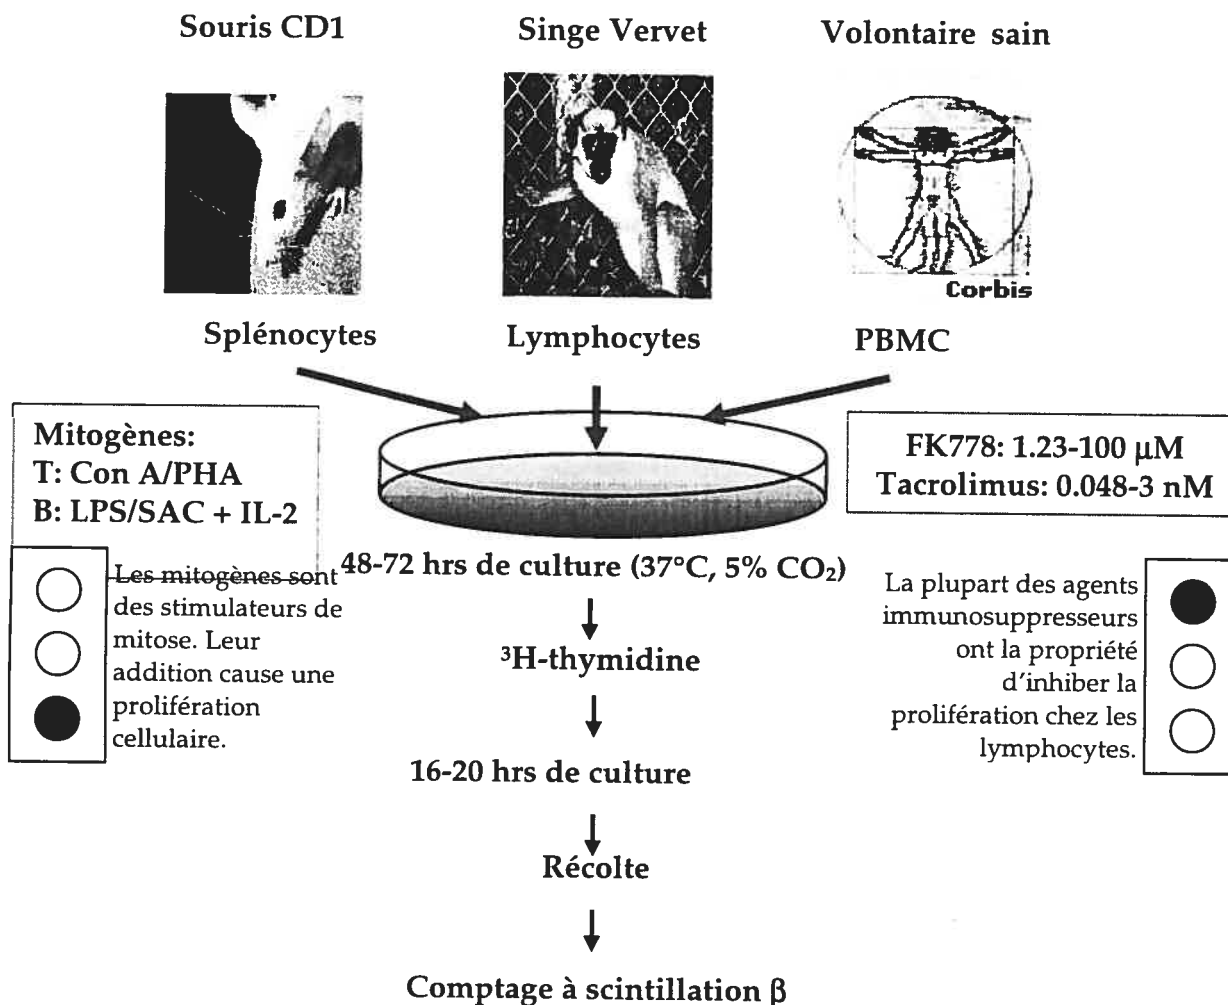 Souris CD1
Singe Vervet
Volontaire sain
Corbis
Splénocytes
Lymphocytes
PBMC
Mitogènes:
T: Con A/PHA
B: LPS/SAC + IL-2
FK778: 1.23-100 µM
Tacrolimus: 0.048-3 nM
48-72 hrs de culture (37°C, 5% CO₂)
Les mitogènes sont
des stimulateurs de
mitose. Leur
addition cause une
prolifération
cellulaire.
La plupart des agents
immunosuppresseurs
ont la propriété
d'inhiber la
prolifération chez les
lymphocytes.
³H-thymidine
16-20 hrs de culture
Récolte
Comptage à scintillation β